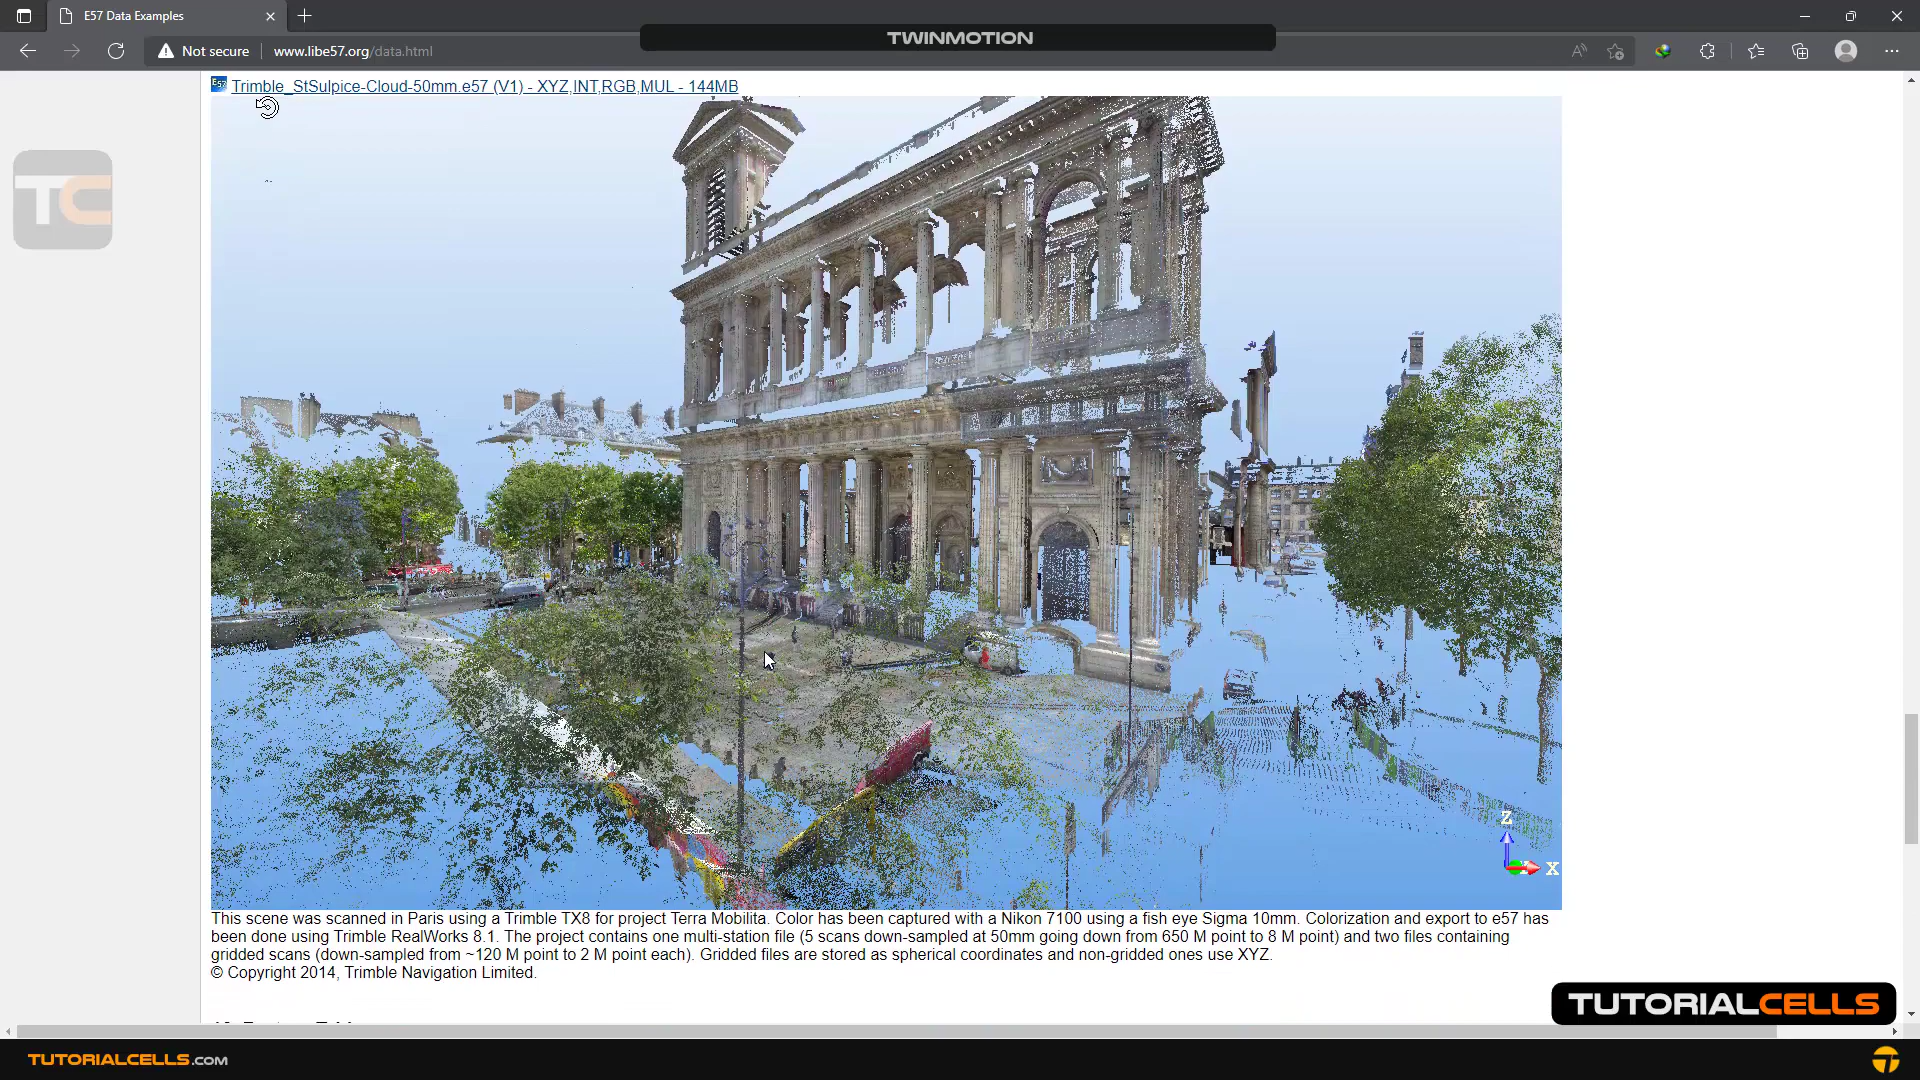 E57 Data Examples
TWINMOTION
Not secure
www.libe57.org/data.html
E57
Trimble_StSulpice-Cloud-50mm.e57 (V1) - XYZ,INT,RGB,MUL - 144MB
TC
Z
X
This scene was scanned in Paris using a Trimble TX8 for project Terra Mobilita. Color has been captured with a Nikon 7100 using a fish eye Sigma 10mm. Colorization and export to e57 has
been done using Trimble RealWorks 8.1. The project contains one multi-station file (5 scans down-sampled at 50mm going down from 650 M point to 8 M point) and two files containing
gridded scans (down-sampled from ~120 M point to 2 M point each). Gridded files are stored as spherical coordinates and non-gridded ones use XYZ.
© Copyright 2014, Trimble Navigation Limited.
TUTORIALCELLS
TUTORIALCELLS.COM